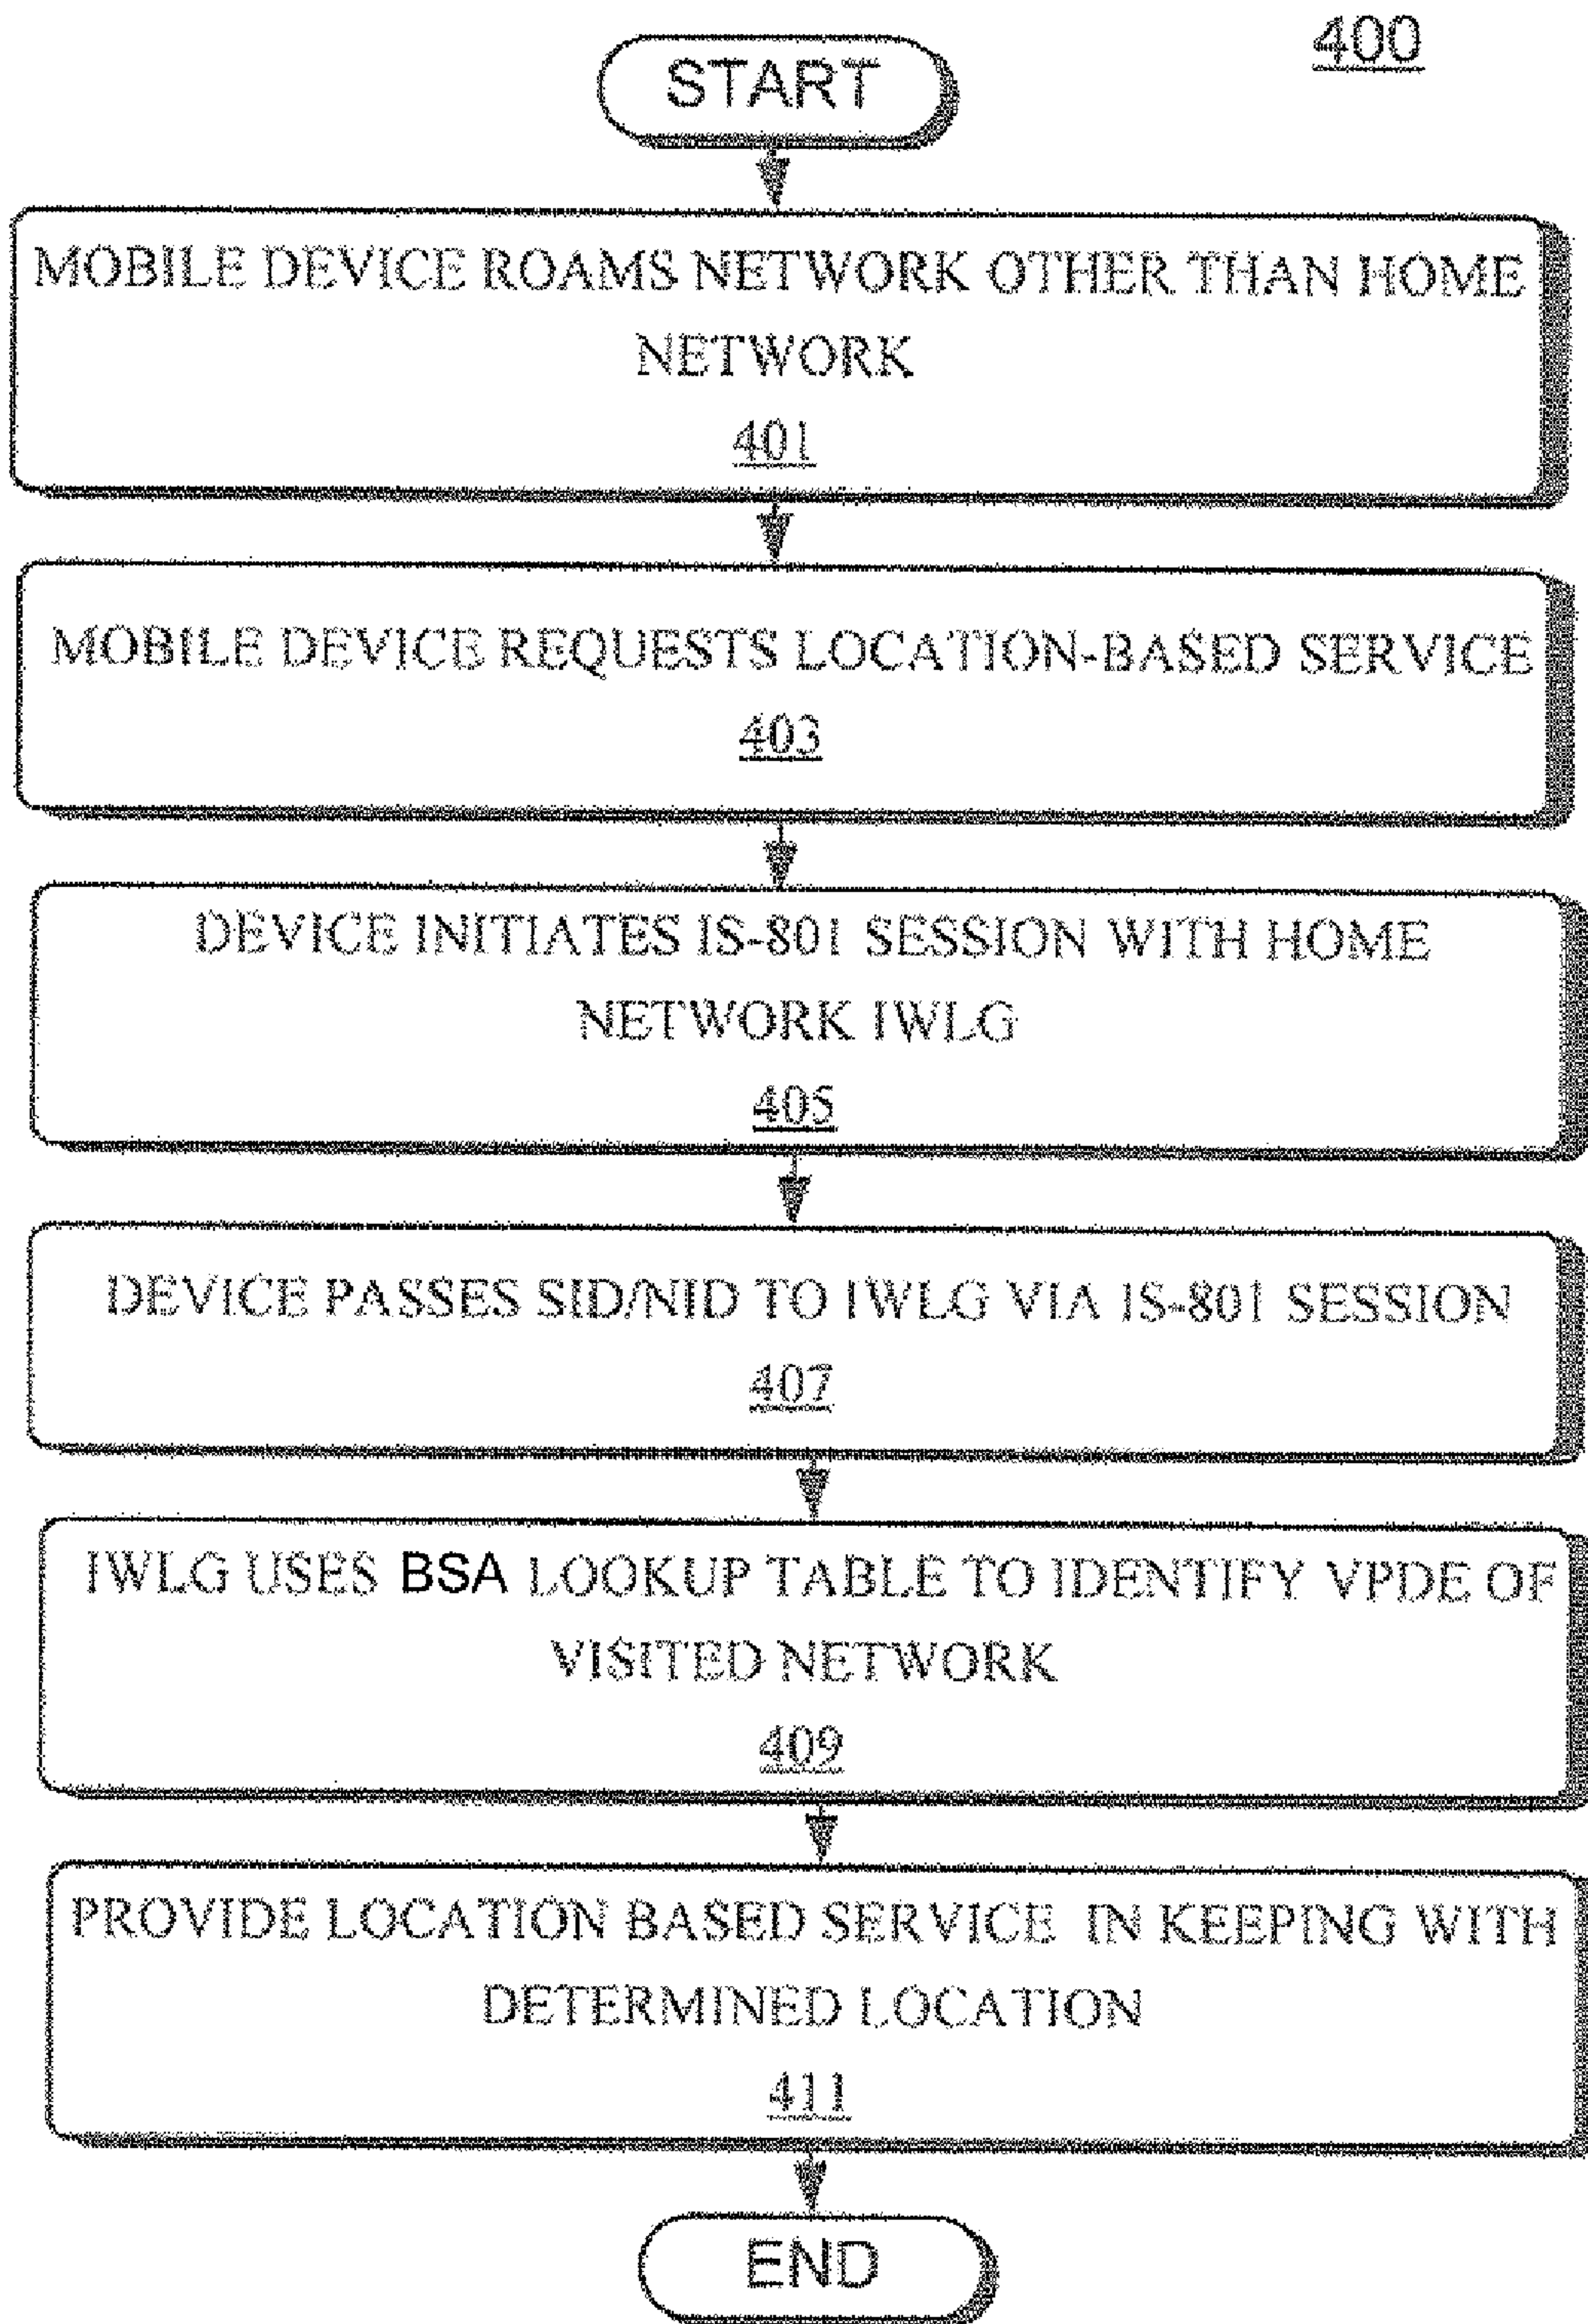 400
START
MOBILE DEVICE ROAMS NETWORK OTHER THAN HOME
NETWORK
401
MOBILE DEVICE REQUESTS LOCATION-BASED SERVICE
403
DEVICE INITIATES IS-801 SESSION WITH HOME
NETWORK IWLG
405
DEVICE PASSES SID/NID TO IWLG VIA IS-801 SESSION
407
IWLG USES BSA LOOKUP TABLE TO IDENTIFY VPDE OF
VISITED NETWORK
409
PROVIDE LOCATION BASED SERVICE IN KEEPING WITH
DETERMINED LOCATION
411
END